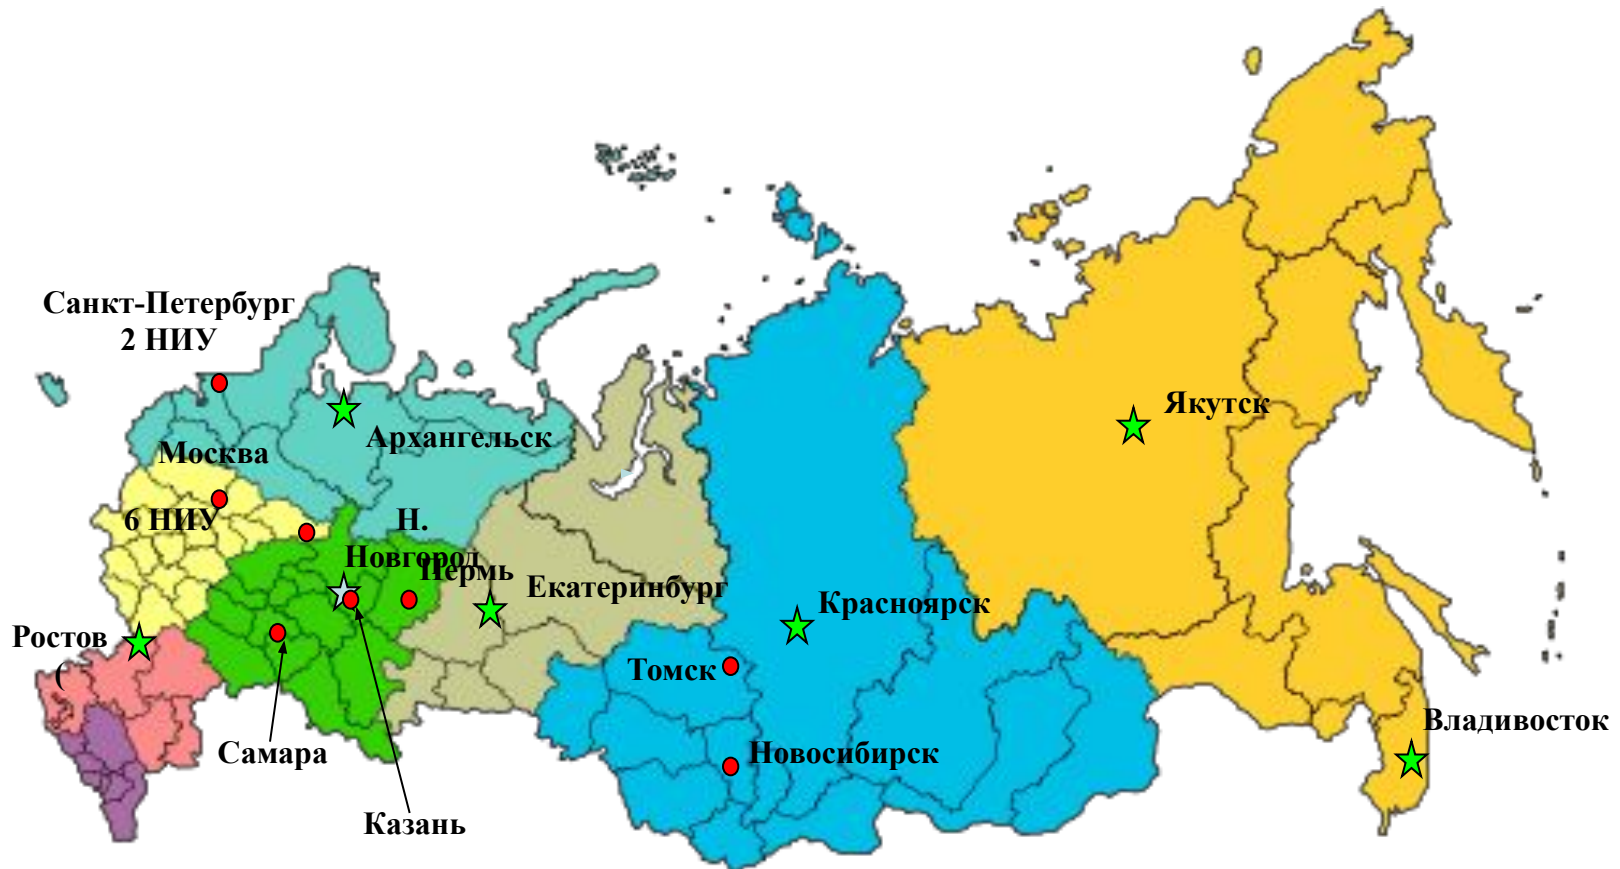 Санкт-Петербург
2 НИУ
Якутск
Архангельск
Москва
6 НИУ
Н.
Новгород
Пермь
Екатеринбург
Красноярск
Ростов
(
Томск
Владивосток
Самара
Новосибирск
Казань